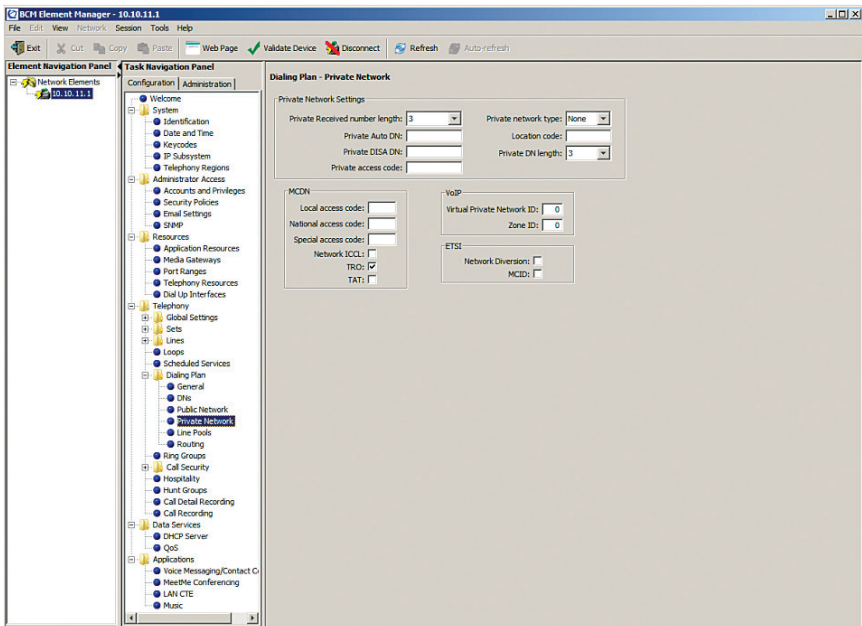 BCM Element Manager - 10.10.11.1
File Edit View Network Session Tools Help
Exit Cut Copy Paste Web Page Validate Device Disconnect Refresh Auto-refresh
Element Navigation Panel
Network Elements
10.10.11.1
Task Navigation Panel
Configuration Administration
Welcome
System
Identification
Date and Time
Keycodes
IP Subsystem
Telephony Regions
Administrator Access
Accounts and Privileges
Security Policies
Email Settings
SNMP
Resources
Application Resources
Media Gateways
Port Ranges
Telephony Resources
Dial Up Interfaces
Telephony
Global Settings
Sets
Lines
Loops
Scheduled Services
Dialing Plan
General
DNs
Public Network
Private Network
Line Pools
Routing
Ring Groups
Call Security
Hospitality
Hunt Groups
Call Detail Recording
Call Recording
Data Services
DHCP Server
QoS
Applications
Voice Messaging/Contact C
MeetMe Conferencing
LAN CTE
Music
Dialing Plan - Private Network
Private Network Settings
Private Received number length: 3 Private network type: None
Private Auto DN: Location code:
Private DISA DN: Private DN length: 3
Private access code:
MCDN
Local access code:
National access code:
Special access code:
Network ICCL:
TRO:
TAT:
VoIP
Virtual Private Network ID: 0
Zone ID: 0
ETSI
Network Diversion:
MCID: